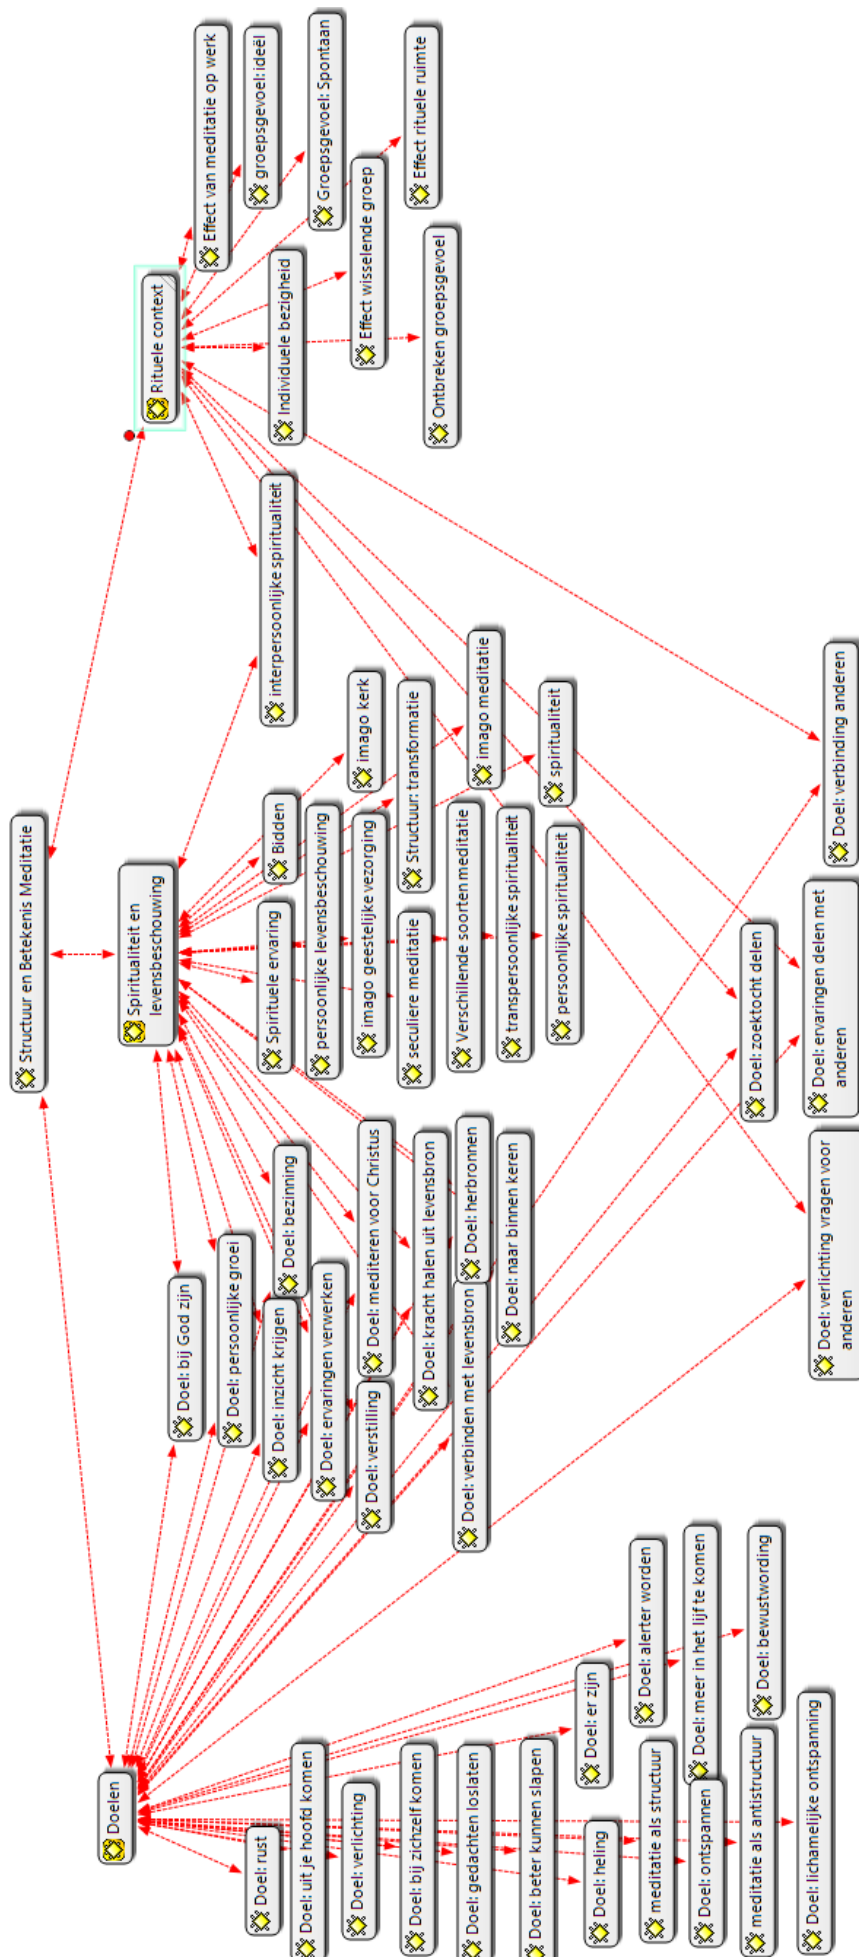 Structuur en Betekenis Meditatie
Doelen
Spiritualiteit en
levensbeschouwing
Rituele context
Doel: rust
Doel: uit je hoofd komen
Doel: verlichting
Doel: bij zichzelf komen
Doel: gedachten loslaten
Doel: beter kunnen slapen
Doel: heling
meditatie als structuur
Doel: ontspannen
meditatie als antistructuur
Doel: lichamelijke ontspanning
Doel: er zijn
Doel: alerter worden
Doel: meer in het lijf te komen
Doel: bewustwording
Doel: bij God zijn
Doel: persoonlijke groei
Doel: inzicht krijgen
Doel: bezinning
Doel: ervaringen verwerken
Doel: verstilling
Doel: mediteren voor Christus
Doel: kracht halen uit levensbron
Doel: verbinden met levensbron
Doel: herbronnen
Doel: naar binnen keren
Spirituele ervaring
Bidden
persoonlijke levensbeschouwing
imago geestelijke vezorging
imago kerk
seculiere meditatie
Structuur: transformatie
Verschillende soorten meditatie
imago meditatie
transpersoonlijke spiritualiteit
spiritualiteit
persoonlijke spiritualiteit
interpersoonlijke spiritualiteit
Effect van meditatie op werk
groepsgevoel: ideëel
Individuele bezigheid
Groepsgevoel: Spontaan
Effect wisselende groep
Effect rituele ruimte
Ontbreken groepsgevoel
Doel: zoektocht delen
Doel: verlichting vragen voor
anderen
Doel: ervaringen delen met
anderen
Doel: verbinding anderen